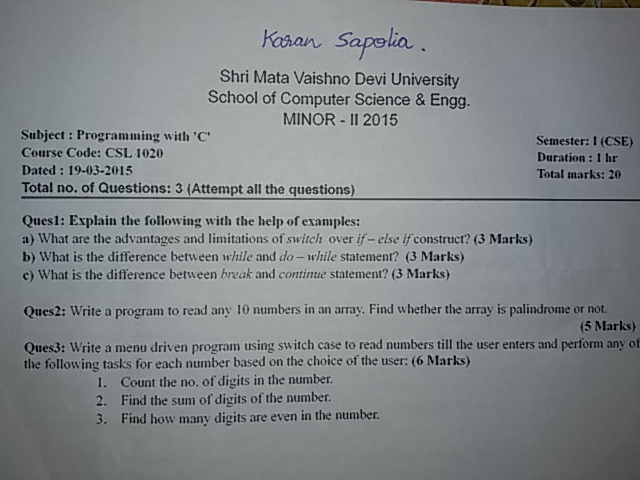 Karan Sapolia.
Shri Mata Vaishno Devi University
School of Computer Science & Engg.
MINOR - II 2015
Subject : Programming with 'C'
Semester: I (CSE)
Course Code: CSL 1020
Duration : 1 hr
Dated : 19-03-2015
Total marks: 20
Total no. of Questions: 3 (Attempt all the questions)
Ques1: Explain the following with the help of examples:
a) What are the advantages and limitations of switch over if – else if construct? (3 Marks)
b) What is the difference between while and do – while statement? (3 Marks)
c) What is the difference between break and continue statement? (3 Marks)
Ques2: Write a program to read any 10 numbers in an array. Find whether the array is palindrome or not.
(5 Marks)
Ques3: Write a menu driven program using switch case to read numbers till the user enters and perform any of
the following tasks for each number based on the choice of the user: (6 Marks)
1. Count the no. of digits in the number.
2. Find the sum of digits of the number.
3. Find how many digits are even in the number.